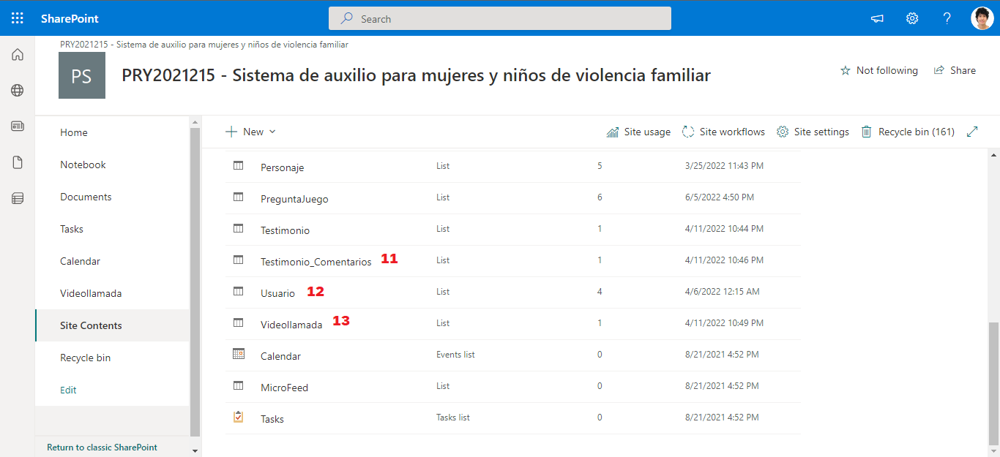 SharePoint
Search
PRY2021215 - Sistema de auxilio para mujeres y niños de violencia familiar
PS
PRY2021215 - Sistema de auxilio para mujeres y niños de violencia familiar
Not following
Share
Home
Notebook
Documents
Tasks
Calendar
Videollamada
Site Contents
Recycle bin
Edit
Return to classic SharePoint
New
Site usage
Site workflows
Site settings
Recycle bin (161)
Personaje List 5 3/25/2022 11:43 PM
PreguntaJuego List 6 6/5/2022 4:50 PM
Testimonio List 1 4/11/2022 10:44 PM
Testimonio_Comentarios 11 List 1 4/11/2022 10:46 PM
Usuario 12 List 4 4/6/2022 12:15 AM
Videollamada 13 List 1 4/11/2022 10:49 PM
Calendar Events list 0 8/21/2021 4:52 PM
MicroFeed List 0 8/21/2021 4:52 PM
Tasks Tasks list 0 8/21/2021 4:52 PM